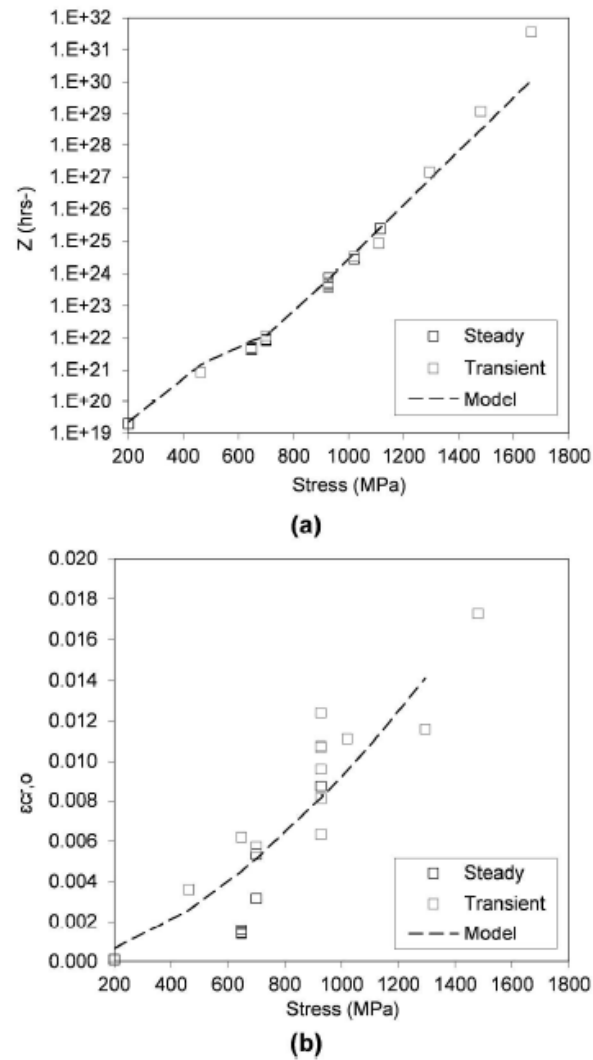 1.E+32
1.E+31
1.E+30
1.E+29
1.E+28
1.E+27
1.E+26
1.E+25
1.E+24
1.E+23
1.E+22
1.E+21
1.E+20
1.E+19
Z (hrs-)
200 400 600 800 1000 1200 1400 1600 1800
Stress (MPa)
Steady
Transient
Model
(a)
0.020
0.018
0.016
0.014
0.012
0.010
0.008
0.006
0.004
0.002
0.000
εcr,o
200 400 600 800 1000 1200 1400 1600 1800
Stress (MPa)
Steady
Transient
Model
(b)